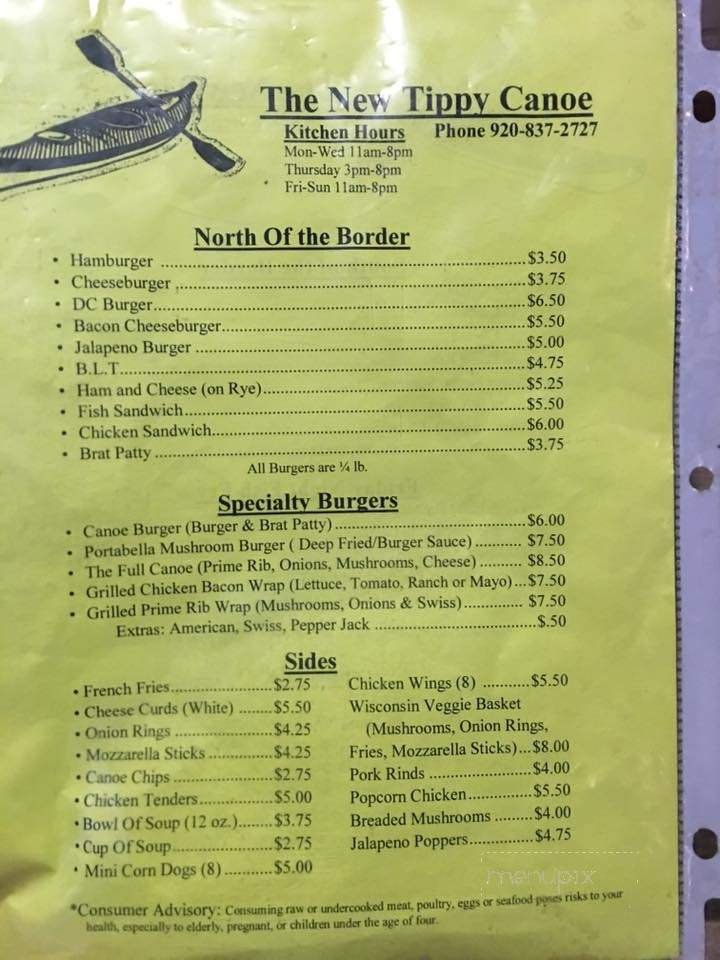 The New Tippy Canoe
Kitchen Hours Phone 920-837-2727
Mon-Wed 11am-8pm
Thursday 3pm-8pm
Fri-Sun 11am-8pm
North Of the Border
• Hamburger ........ $3.50
• Cheeseburger ........ $3.75
• DC Burger ........ $6.50
• Bacon Cheeseburger ........ $5.50
• Jalapeno Burger ........ $5.00
• B.L.T. ........ $4.75
• Ham and Cheese (on Rye) ........ $5.25
• Fish Sandwich ........ $5.50
• Chicken Sandwich ........ $6.00
• Brat Patty ........ $3.75
All Burgers are ¼ lb.
Specialty Burgers
• Canoe Burger (Burger & Brat Patty) ........ $6.00
• Portabella Mushroom Burger ( Deep Fried/Burger Sauce) ........ $7.50
• The Full Canoe (Prime Rib, Onions, Mushrooms, Cheese) ........ $8.50
• Grilled Chicken Bacon Wrap (Lettuce, Tomato, Ranch or Mayo)...$7.50
• Grilled Prime Rib Wrap (Mushrooms, Onions & Swiss) ........ $7.50
Extras: American, Swiss, Pepper Jack ........ $.50
Sides
• French Fries ........ $2.75
• Cheese Curds (White) ........ $5.50
• Onion Rings ........ $4.25
• Mozzarella Sticks ........ $4.25
• Canoe Chips ........ $2.75
• Chicken Tenders ........ $5.00
• Bowl Of Soup (12 oz.) ........ $3.75
• Cup Of Soup ........ $2.75
• Mini Corn Dogs (8) ........ $5.00
Chicken Wings (8) ........ $5.50
Wisconsin Veggie Basket
(Mushrooms, Onion Rings,
Fries, Mozzarella Sticks)...$8.00
Pork Rinds ........ $4.00
Popcorn Chicken ........ $5.50
Breaded Mushrooms ........ $4.00
Jalapeno Poppers ........ $4.75
menupix
*Consumer Advisory: Consuming raw or undercooked meat, poultry, eggs or seafood poses risks to your
health, especially to elderly, pregnant, or children under the age of four.